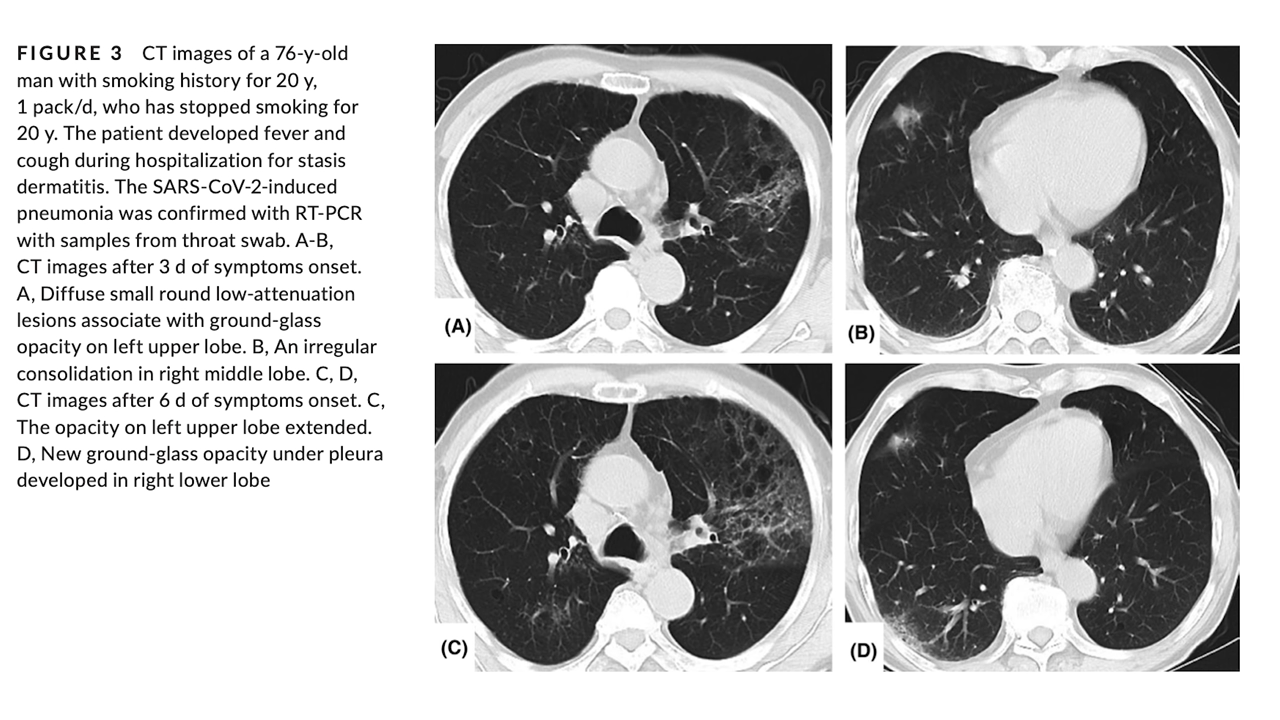 FIGURE 3 CT images of a 76-y-old
man with smoking history for 20 y,
1 pack/d, who has stopped smoking for
20 y. The patient developed fever and
cough during hospitalization for stasis
dermatitis. The SARS-CoV-2-induced
pneumonia was confirmed with RT-PCR
with samples from throat swab. A-B,
CT images after 3 d of symptoms onset.
A, Diffuse small round low-attenuation
lesions associate with ground-glass
opacity on left upper lobe. B, An irregular
consolidation in right middle lobe. C, D,
CT images after 6 d of symptoms onset. C,
The opacity on left upper lobe extended.
D, New ground-glass opacity under pleura
developed in right lower lobe
(A)
(B)
(C)
(D)